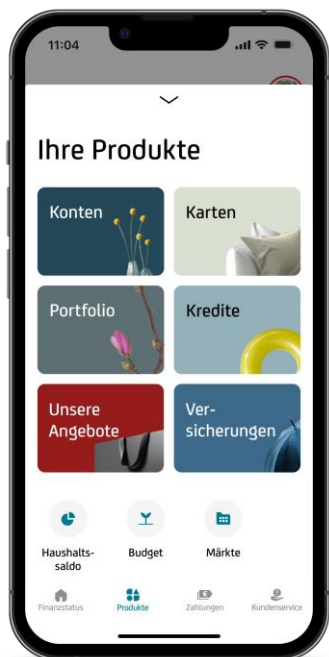 11:04
Ihre Produkte
Konten
Karten
Portfolio
Kredite
Unsere
Angebote
Ver-
sicherungen
Haushalts-
saldo
Budget
Märkte
Finanzstatus
Produkte
Zahlungen
Kundenservice